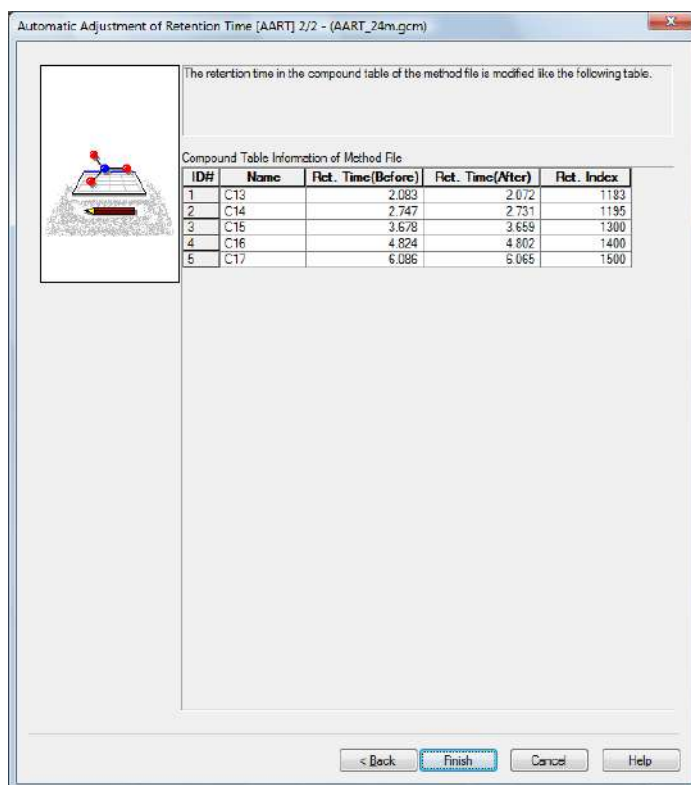 Automatic Adjustment of Retention Time [AART] 2/2 - (AART_24m.gcm)
The retention time in the compound table of the method file is modified like the following table.
Compound Table Information of Method File
ID# Name Ret. Time(Before) Ret. Time(After) Ret. Index
1 C13 2.083 2.072 1183
2 C14 2.747 2.731 1195
3 C15 3.678 3.659 1300
4 C16 4.824 4.802 1400
5 C17 6.086 6.065 1500
< Back Finish Cancel Help